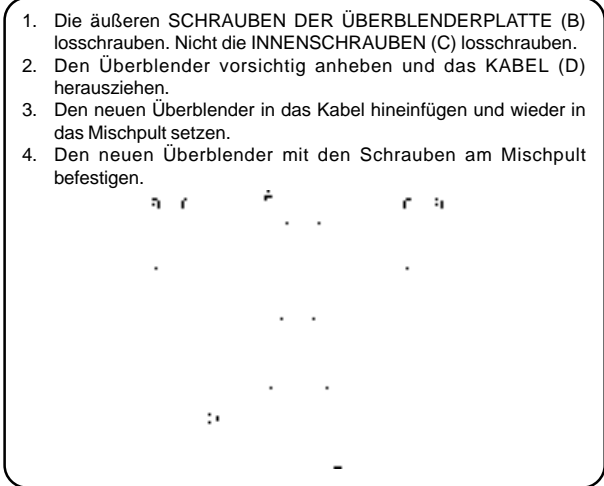 1. Die äußeren SCHRAUBEN DER ÜBERBLENDERPLATTE (B)
losschrauben. Nicht die INNENSCHRAUBEN (C) losschrauben.
2. Den Überblender vorsichtig anheben und das KABEL (D)
herausziehen.
3. Den neuen Überblender in das Kabel hineinfügen und wieder in
das Mischpult setzen.
4. Den neuen Überblender mit den Schrauben am Mischpult
befestigen.